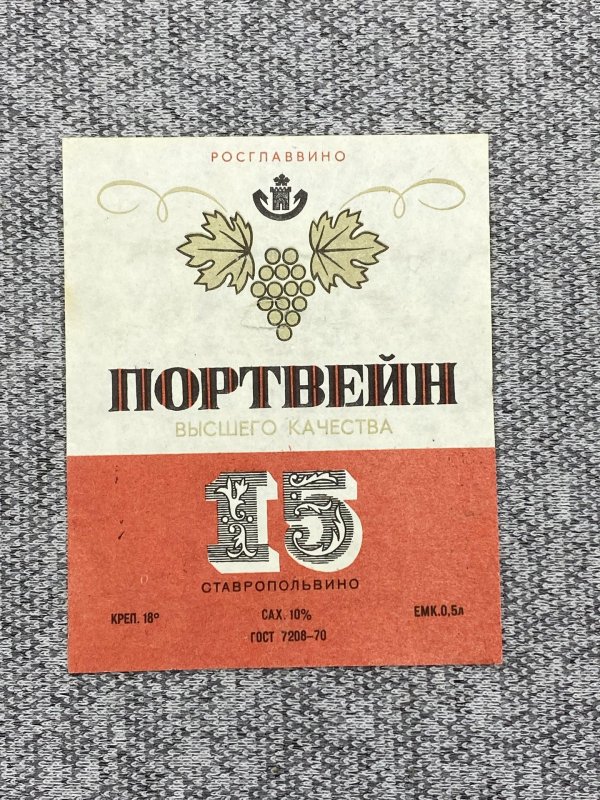 РОСГЛАВВИНО
ПОРТВЕЙН
ВЫСШЕГО КАЧЕСТВА
15
СТАВРОПОЛЬВИНО
КРЕП. 18° САХ. 10% ЕМК.0,5л
ГОСТ 7208–70